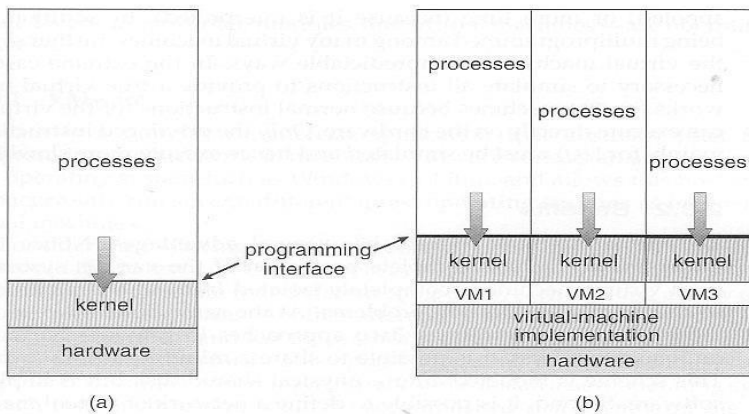 processes
kernel
hardware
(a)
programming
interface
processes
processes
processes
kernel
kernel
kernel
VM1
VM2
VM3
virtual-machine
implementation
hardware
(b)